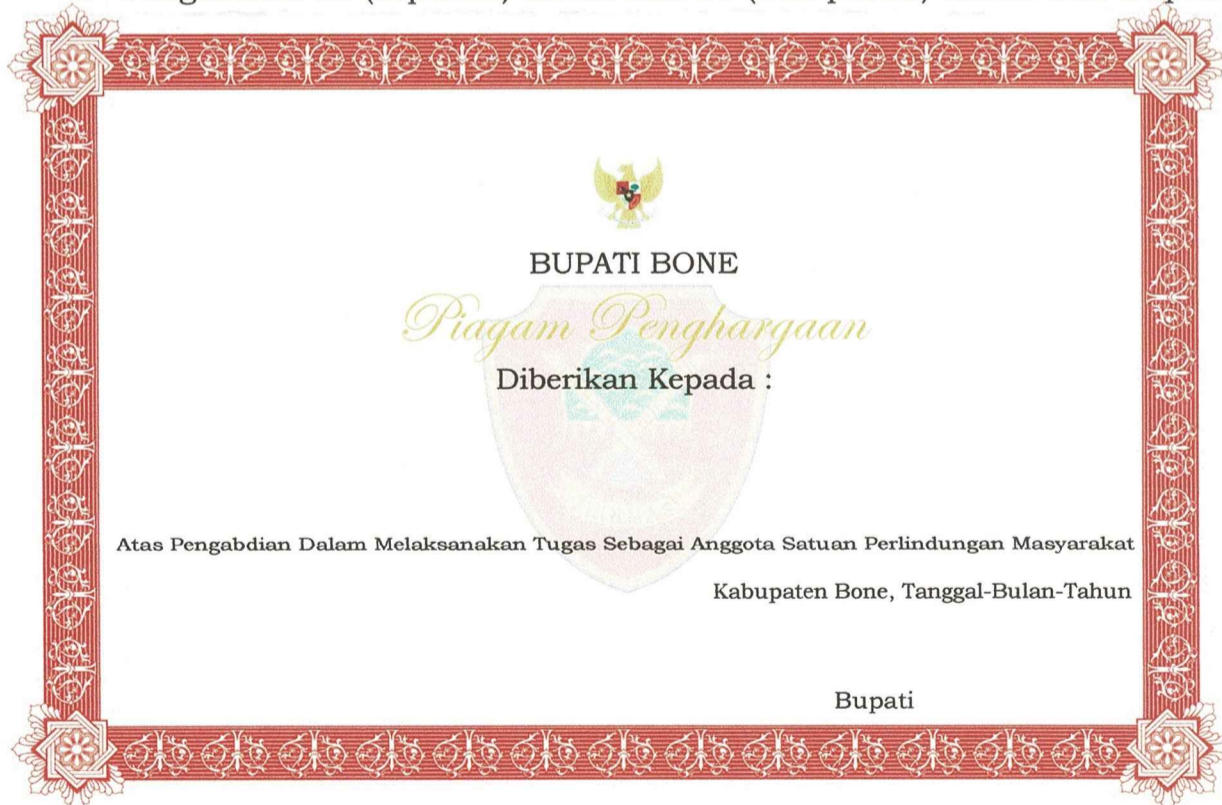 BUPATI BONE
Piagam Penghargaan
Diberikan Kepada :
Atas Pengabdian Dalam Melaksanakan Tugas Sebagai Anggota Satuan Perlindungan Masyarakat
Kabupaten Bone, Tanggal-Bulan-Tahun
Bupati